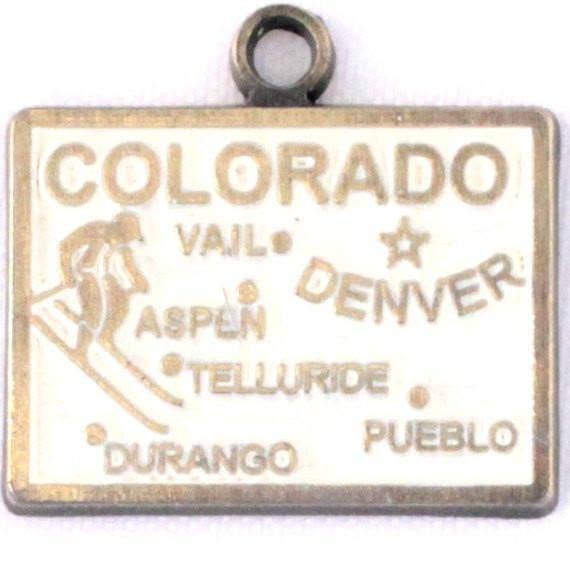 COLORADO
VAIL
DENVER
ASPEN
TELLURIDE
PUEBLO
DURANGO